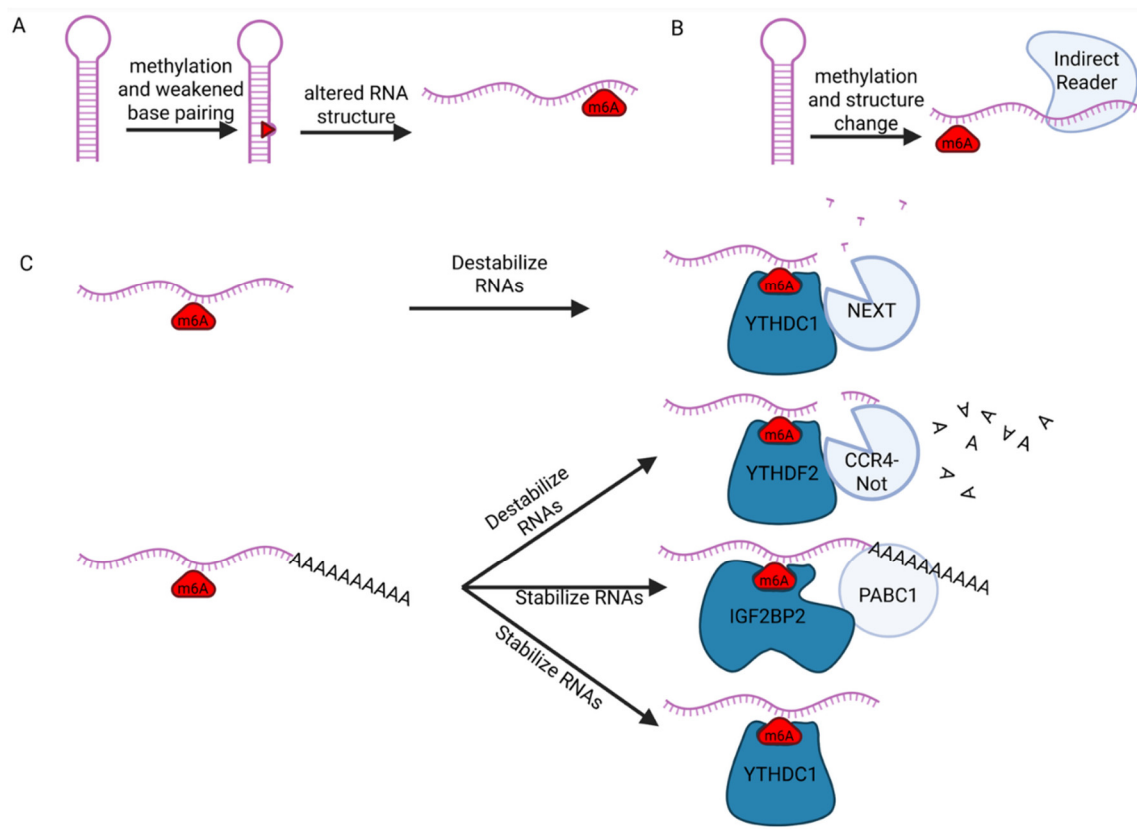 A
methylation
and weakened
base pairing
altered RNA
structure
m6A
B
methylation
and structure
change
Indirect
Reader
m6A
C
m6A
Destabilize
RNAs
m6A
YTHDC1
NEXT
m6A
YTHDF2
CCR4-
Not
A
A
A
A
A
A
A
A
A
m6A
AAAAAAAAAA
Destabilize
RNAs
Stabilize RNAs
Stabilize RNAs
m6A
IGF2BP2
AAAAAAAAAA
PABC1
m6A
YTHDC1